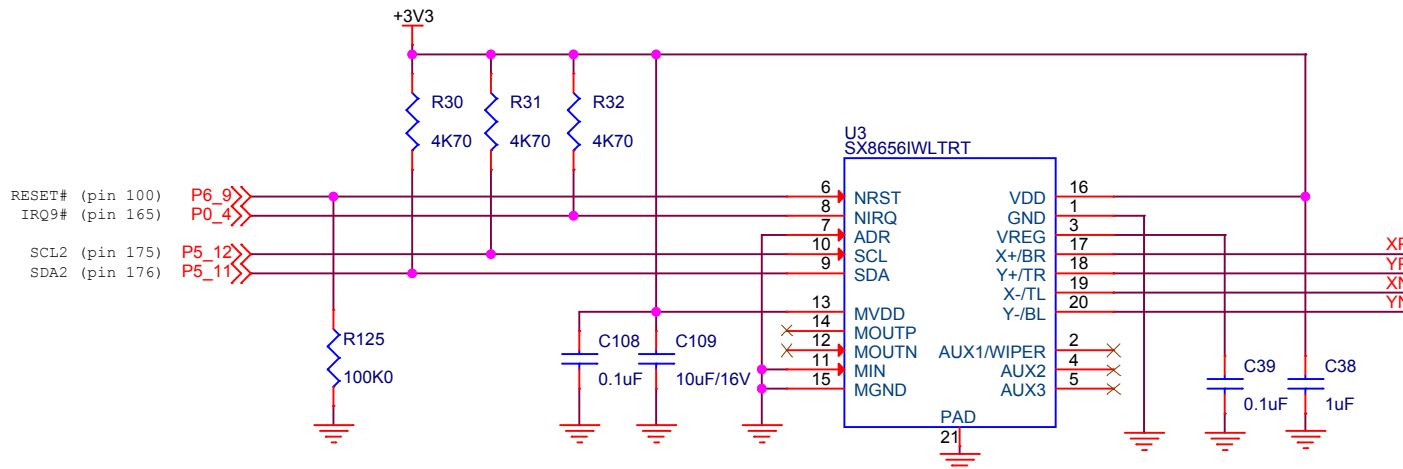 +3V3
R30
R31
R32
4K70
4K70
4K70
U3
SX8656IWLTRT
RESET# (pin 100) P6_9
IRQ9# (pin 165) P0_4
SCL2 (pin 175) P5_12
SDA2 (pin 176) P5_11
6 NRST
8 NIRQ
7 ADR
10 SCL
9 SDA
13 MVDD
14 MOUTP
12 MOUTN
11 MIN
15 MGND
VDD 16
GND 1
VREG 3
X+/BR 17
Y+/TR 18
X-/TL 19
Y-/BL 20
AUX1/WIPER 2
AUX2 4
AUX3 5
PAD
21
R125
100K0
C108
0.1uF
C109
10uF/16V
C39
0.1uF
C38
1uF